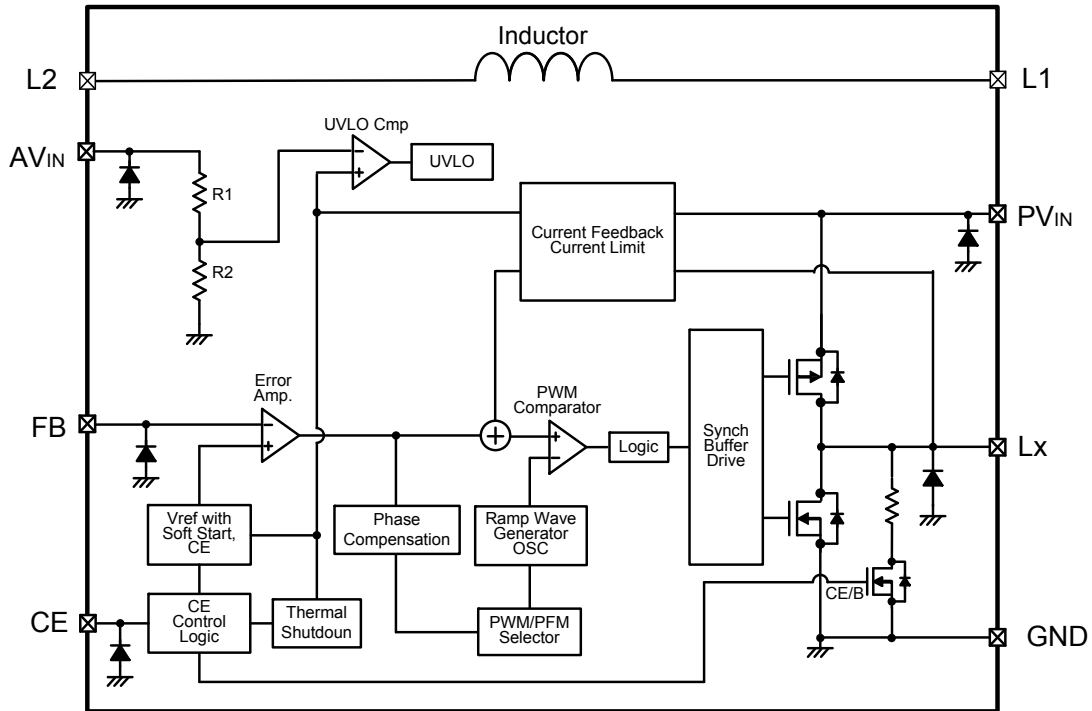 Inductor
L2
L1
UVLO Cmp
AVIN
UVLO
R1
PVIN
Current Feedback
Current Limit
R2
Error
Amp.
PWM
Comparator
FB
Logic
Synch
Buffer
Drive
Lx
Vref with
Soft Start,
CE
Phase
Compensation
Ramp Wave
Generator
OSC
CE/B
CE
CE
Control
Logic
Thermal
Shutdoun
PWM/PFM
Selector
GND